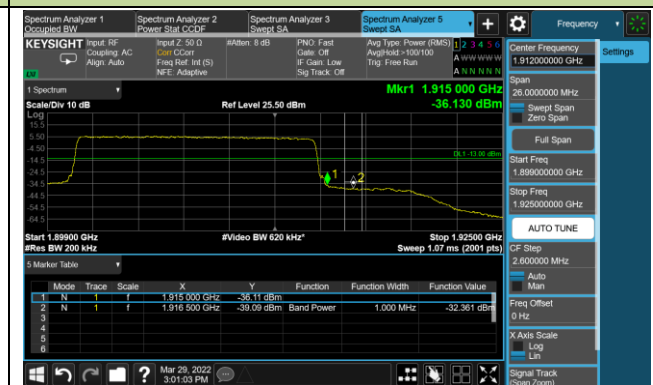 Spectrum Analyzer 1
Occupied BW
Spectrum Analyzer 2
Power Stat CCDF
Spectrum Analyzer 3
Swept SA
Spectrum Analyzer 5
Swept SA
+
Frequency
KEYSIGHT
Input: RF
Coupling: AC
Align: Auto
Input Z: 50 Ω
Corr CCorr
Freq Ref: Int (S)
NFE: Adaptive
#Atten: 8 dB
PNO: Fast
Gate: Off
IF Gain: Low
Sig Track: Off
Avg Type: Power (RMS)
Avg|Hold:>100/100
Trig: Free Run
1 2 3 4 5 6
A W W W W W
A N N N N N
LXI
1 Spectrum
Scale/Div 10 dB
Log
Ref Level 25.50 dBm
Mkr1 1.915 000 GHz
-36.130 dBm
15.5
5.50
-4.50
-14.5
-24.5
-34.5
-44.5
-54.5
-64.5
DL1 -13.00 dBm
1
2
Start 1.89900 GHz
#Res BW 200 kHz
#Video BW 620 kHz*
Stop 1.92500 GHz
Sweep 1.07 ms (2001 pts)
5 Marker Table
Mode Trace Scale X Y Function Function Width Function Value
1 N 1 f 1.915 000 GHz -36.11 dBm
2 N 1 f 1.916 500 GHz -39.09 dBm Band Power 1.000 MHz -32.361 dBm
3
4
5
6
Mar 29, 2022
3:01:03 PM
?
Settings
Center Frequency
1.912000000 GHz
Span
26.0000000 MHz
Swept Span
Zero Span
Full Span
Start Freq
1.899000000 GHz
Stop Freq
1.925000000 GHz
AUTO TUNE
CF Step
2.600000 MHz
Auto
Man
Freq Offset
0 Hz
X Axis Scale
Log
Lin
Signal Track
(Span Zoom)